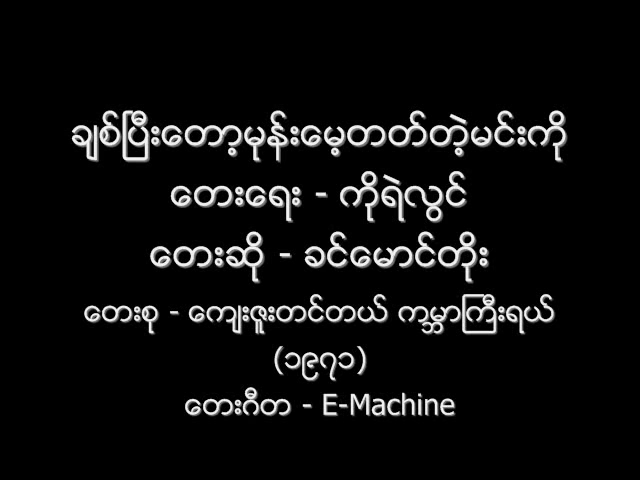 ချစ်ပြီးတော့မုန်းမေ့တတ်တဲ့မင်းကို
တေးရေး - ကိုရဲလွင်
တေးဆို - ခင်မောင်တိုး
တေးစု - ကျေးဇူးတင်တယ် ကမ္ဘာကြီးရယ်
(၁၉၇၁)
တေးဂီတ - E-Machine